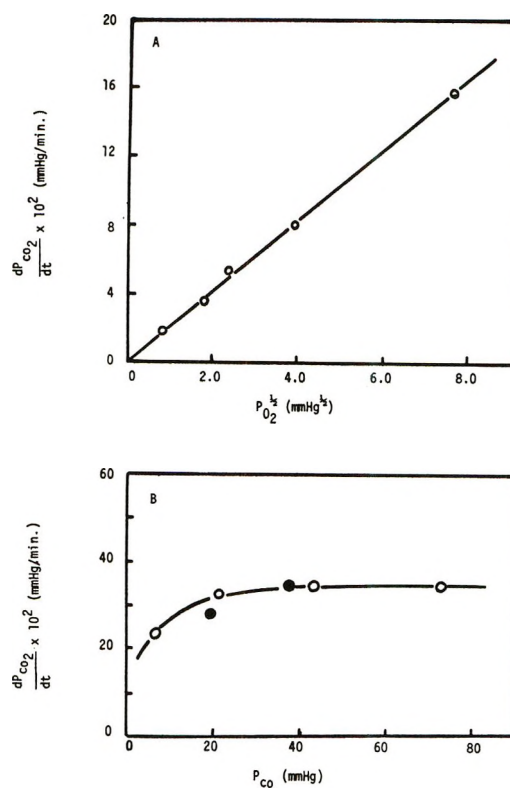 20
A
16
12
8
4
0
dP_co₂/dt x 10² (mmHg/min.)
0 2.0 4.0 6.0 8.0
P_O₂^½ (mmHg^½)
60
B
40
20
0
dP_co₂/dt x 10² (mmHg/min.)
0 20 40 60 80
P_CO (mmHg)